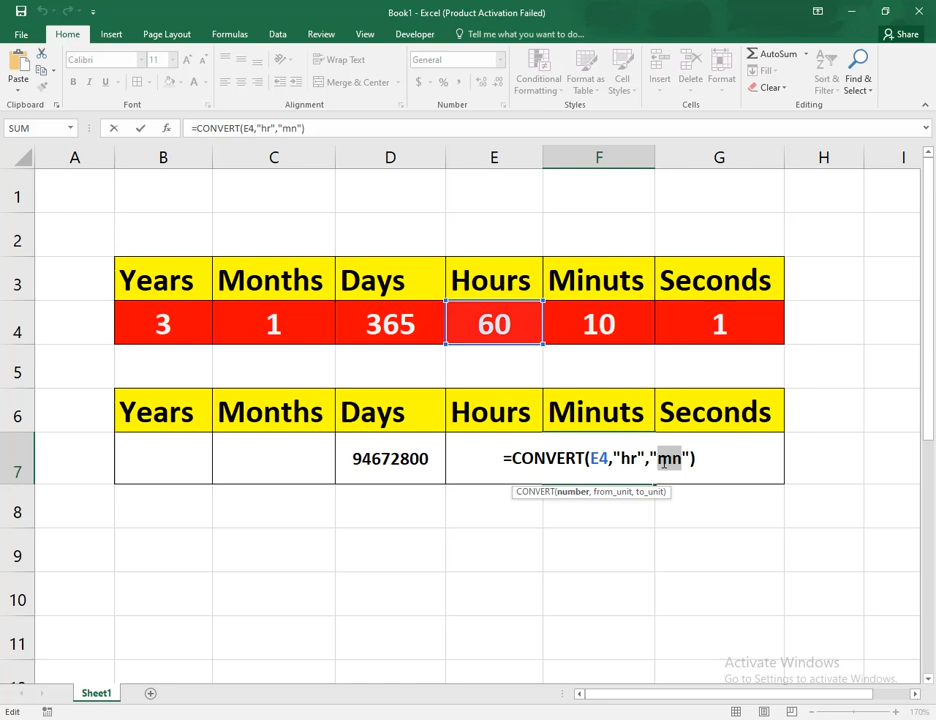 Book1 - Excel (Product Activation Failed)
File Home Insert Page Layout Formulas Data Review View Developer Tell me what you want to do... Share
Paste Calibri 11 A A Wrap Text General Conditional Formatting Format as Table Cell Styles Insert Delete Format AutoSum Fill Clear Sort & Filter Find & Select
B I U A Merge & Center $ % ,
Clipboard Font Alignment Number Styles Cells Editing
SUM fx =CONVERT(E4,"hr","mn")
A B C D E F G H I
1
2
3 Years Months Days Hours Minuts Seconds
4 3 1 365 60 10 1
5
6 Years Months Days Hours Minuts Seconds
7 94672800 =CONVERT(E4,"hr","mn")
CONVERT(number, from_unit, to_unit)
8
9
10
11
Activate Windows
Go to Settings to activate Windows.
Sheet1
Edit 170%